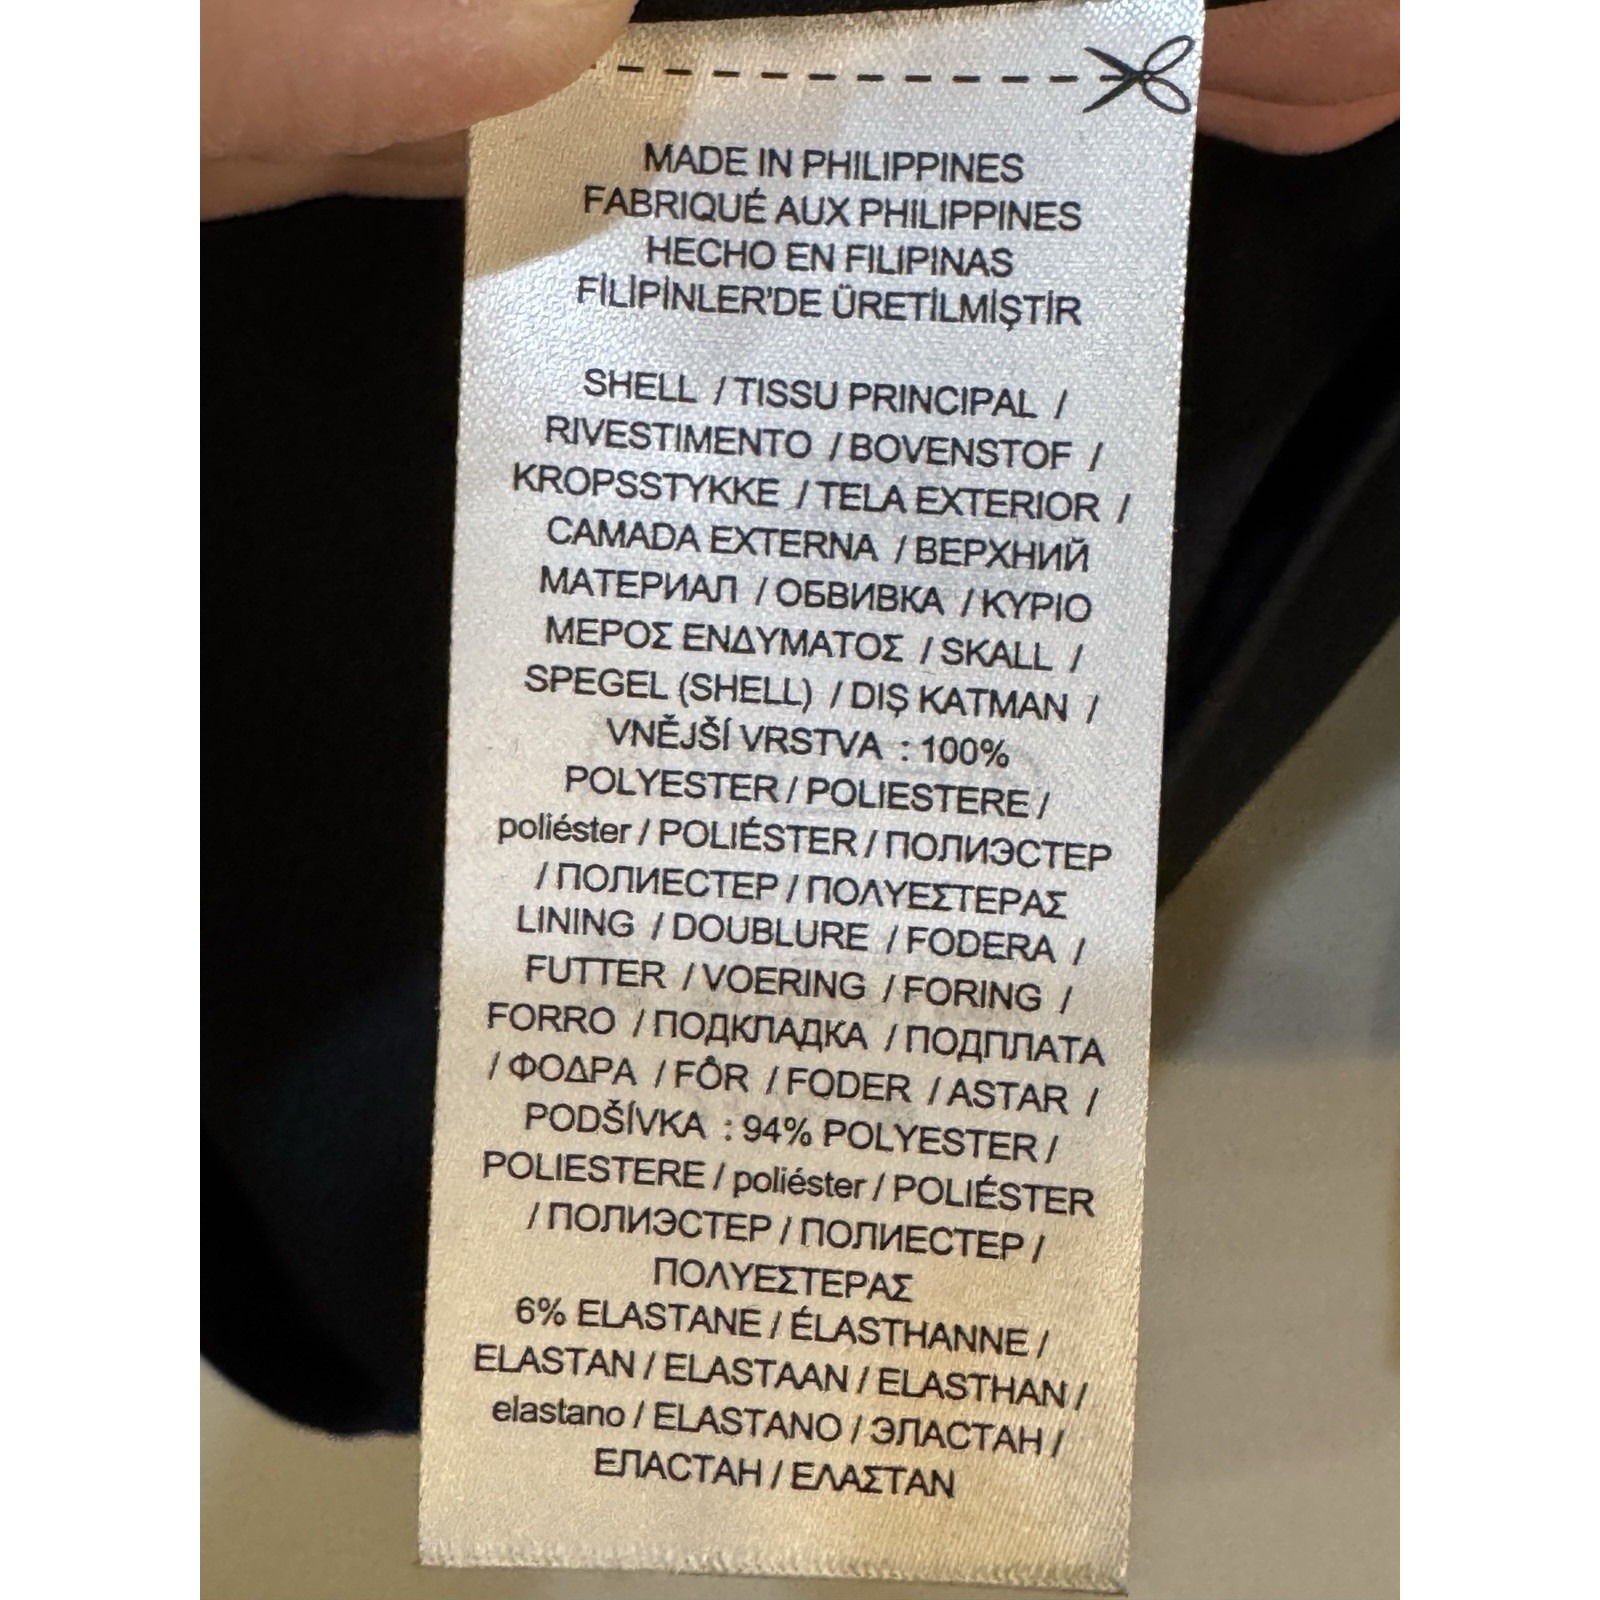 MADE IN PHILIPPINES
FABRIQUÉ AUX PHILIPPINES
HECHO EN FILIPINAS
FİLİPİNLER'DE ÜRETİLMİŞTİR
SHELL / TISSU PRINCIPAL /
RIVESTIMENTO / BOVENSTOF /
KROPSSTYKKE / TELA EXTERIOR /
CAMADA EXTERNA / ВЕРХНИЙ
МАТЕРИАЛ / ОБВИВКА / ΚΥΡΙΟ
ΜΕΡΟΣ ΕΝΔΥΜΑΤΟΣ / SKALL /
SPEGEL (SHELL) / DIŞ KATMAN /
VNĚJŠÍ VRSTVA : 100%
POLYESTER / POLIESTERE /
poliéster / POLIÉSTER / ПОЛИЭСТЕР
/ ПОЛИЕСТЕР / ΠΟΛΥΕΣΤΕΡΑΣ
LINING / DOUBLURE / FODERA /
FUTTER / VOERING / FORING /
FORRO / ПОДКЛАДКА / ПОДПЛАТА
/ ΦΟΔΡΑ / FÔR / FODER / ASTAR /
PODŠÍVKA : 94% POLYESTER /
POLIESTERE / poliéster / POLIÉSTER
/ ПОЛИЭСТЕР / ПОЛИЕСТЕР /
ΠΟΛΥΕΣΤΕΡΑΣ
6% ELASTANE / ÉLASTHANNE /
ELASTAN / ELASTAAN / ELASTHAN /
elastano / ELASTANO / ЭЛАСТАН /
ЕЛАСТАН / ΕΛΑΣΤΑΝ